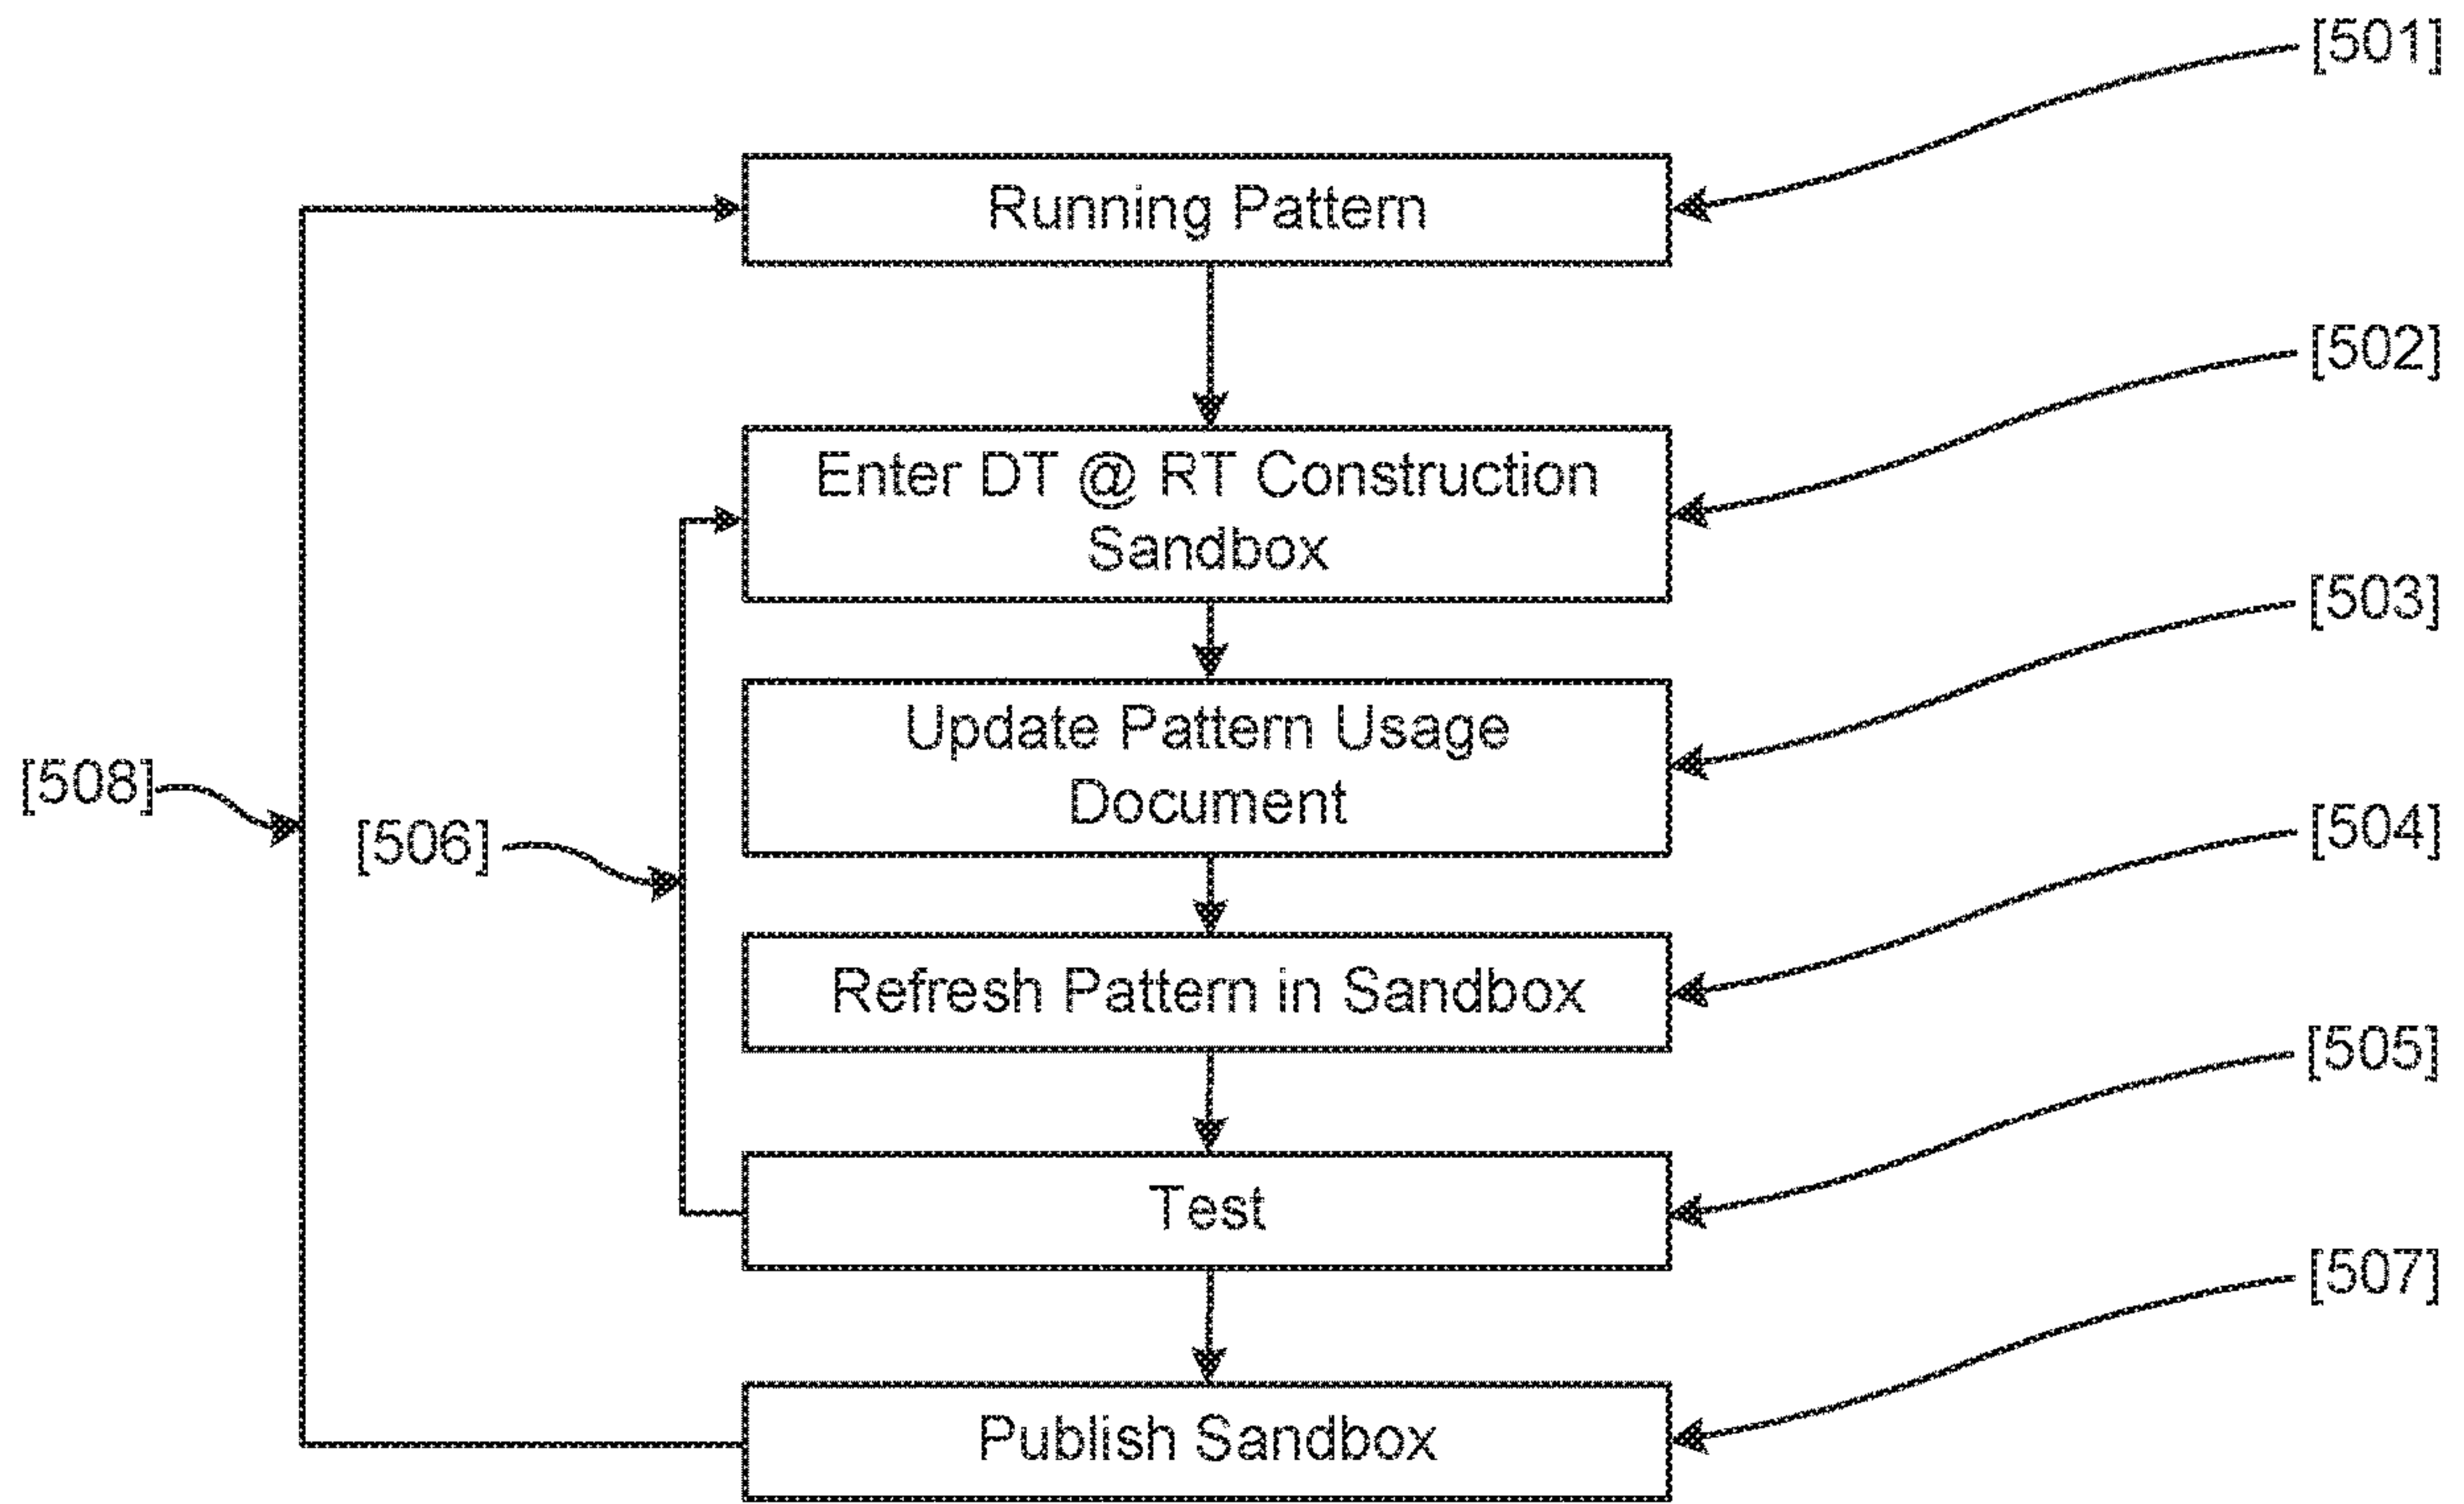 [501]
Running Pattern
[502]
Enter DT @ RT Construction
Sandbox
[503]
Update Pattern Usage
Document
[508]
[506]
[504]
Refresh Pattern in Sandbox
[505]
Test
[507]
Publish Sandbox